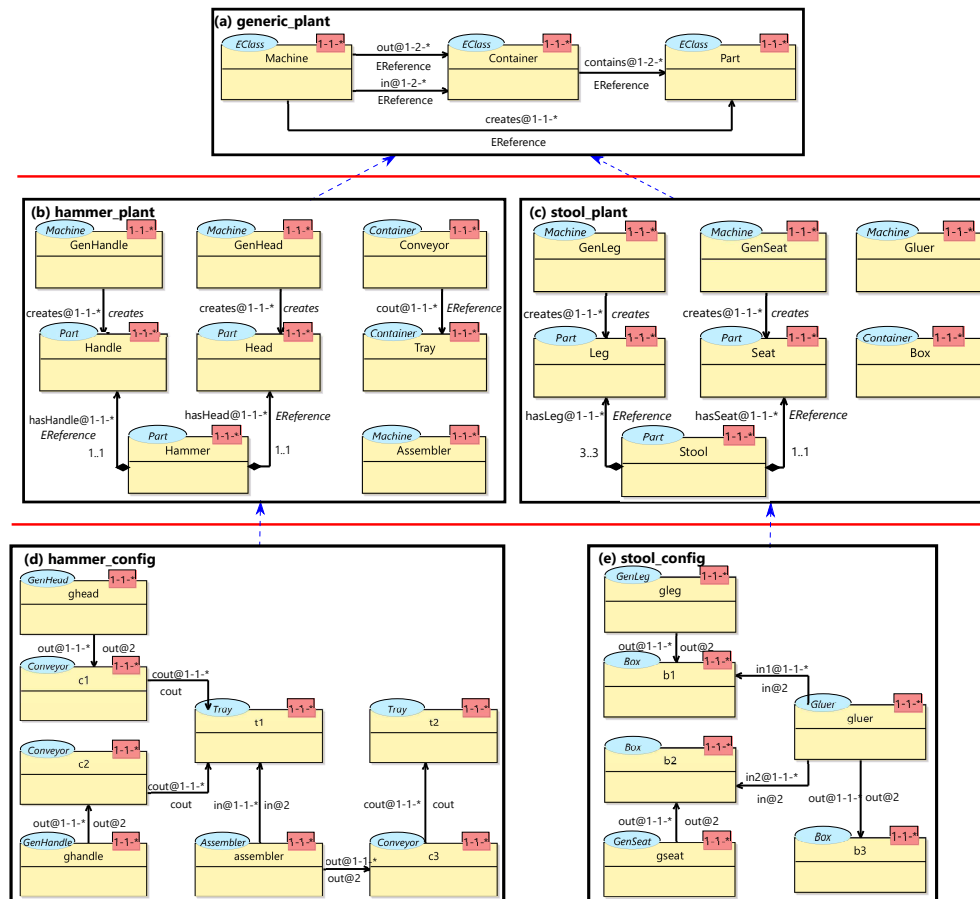 (a) generic_plant
EClass 1-1-* Machine
out@1-2-*
EReference
in@1-2-*
EReference
EClass 1-1-* Container
contains@1-2-*
EReference
EClass 1-1-* Part
creates@1-1-*
EReference
(b) hammer_plant
Machine 1-1-* GenHandle
Machine 1-1-* GenHead
Container 1-1-* Conveyor
creates@1-1-* creates
creates@1-1-* creates
cout@1-1-* EReference
Part 1-1-* Handle
Part 1-1-* Head
Container 1-1-* Tray
hasHandle@1-1-*
EReference
1..1
hasHead@1-1-* EReference
1..1
Part 1-1-* Hammer
Machine 1-1-* Assembler
(c) stool_plant
Machine 1-1-* GenLeg
Machine 1-1-* GenSeat
Machine 1-1-* Gluer
creates@1-1-* creates
creates@1-1-* creates
Part 1-1-* Leg
Part 1-1-* Seat
Container 1-1-* Box
hasLeg@1-1-* EReference
3..3
hasSeat@1-1-* EReference
1..1
Part 1-1-* Stool
(d) hammer_config
GenHead 1-1-* ghead
out@1-1-* out@2
Conveyor 1-1-* c1
cout@1-1-*
cout
Tray 1-1-* t1
Tray 1-1-* t2
Conveyor 1-1-* c2
cout@1-1-*
cout
out@1-1-* out@2
in@1-1-* in@2
cout@1-1-* cout
GenHandle 1-1-* ghandle
Assembler 1-1-* assembler
out@1-1-*
out@2
Conveyor 1-1-* c3
(e) stool_config
GenLeg 1-1-* gleg
out@1-1-* out@2
Box 1-1-* b1
in1@1-1-*
in@2
Gluer 1-1-* gluer
Box 1-1-* b2
in2@1-1-*
in@2
out@1-1-* out@2
out@1-1-* out@2
GenSeat 1-1-* gseat
Box 1-1-* b3